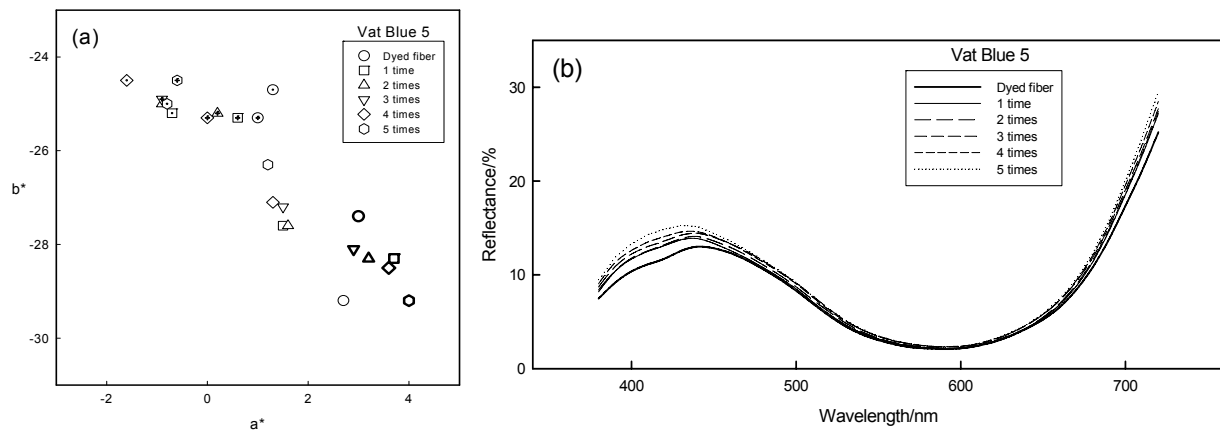 (a)
Vat Blue 5
Dyed fiber
1 time
2 times
3 times
4 times
5 times
-24
-26
-28
-30
b*
-2
0
2
4
a*
(b)
Vat Blue 5
Dyed fiber
1 time
2 times
3 times
4 times
5 times
30
20
10
0
Reflectance/%
400
500
600
700
Wavelength/nm